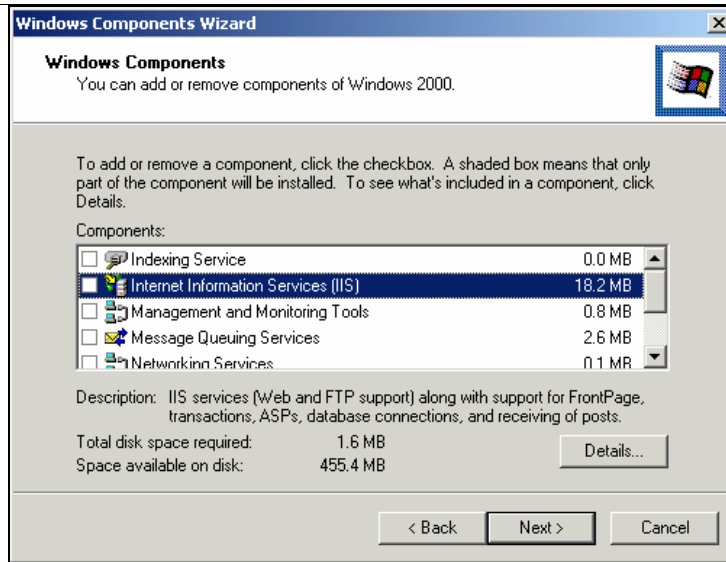 Windows Components Wizard
Windows Components
You can add or remove components of Windows 2000.
To add or remove a component, click the checkbox. A shaded box means that only
part of the component will be installed. To see what's included in a component, click
Details.
Components:
Indexing Service 0.0 MB
Internet Information Services (IIS) 18.2 MB
Management and Monitoring Tools 0.8 MB
Message Queuing Services 2.6 MB
Networking Services 0.1 MB
Description: IIS services (Web and FTP support) along with support for FrontPage,
transactions, ASPs, database connections, and receiving of posts.
Total disk space required: 1.6 MB
Space available on disk: 455.4 MB
Details...
< Back Next > Cancel